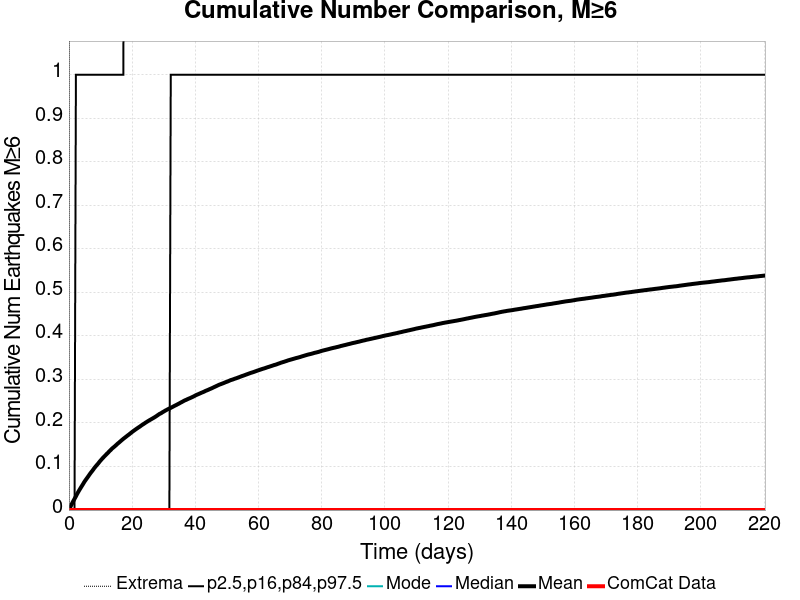 Cumulative Number Comparison, M≥6
Cumulative Num Earthquakes M≥6
1
0.9
0.8
0.7
0.6
0.5
0.4
0.3
0.2
0.1
0
0 20 40 60 80 100 120 140 160 180 200 220
Time (days)
Extrema p2.5,p16,p84,p97.5 Mode Median Mean ComCat Data